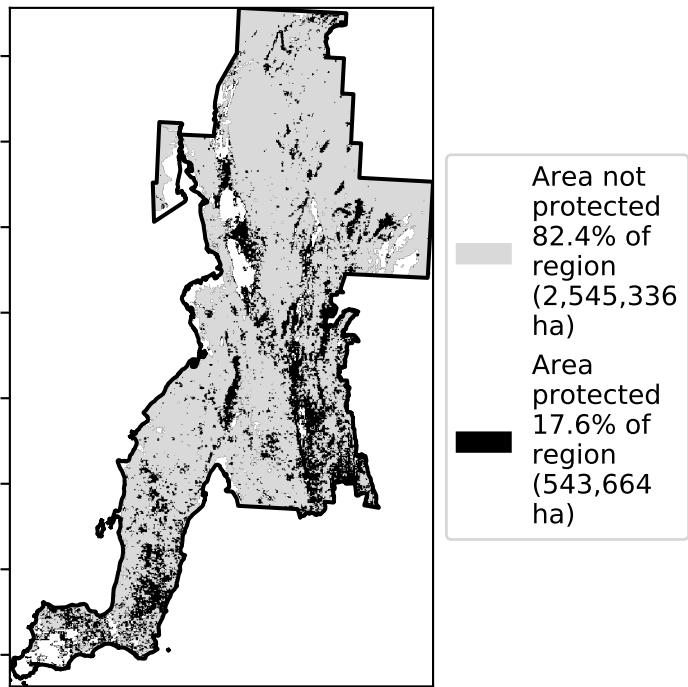 Area not
protected
82.4% of
region
(2,545,336
ha)
Area
protected
17.6% of
region
(543,664
ha)